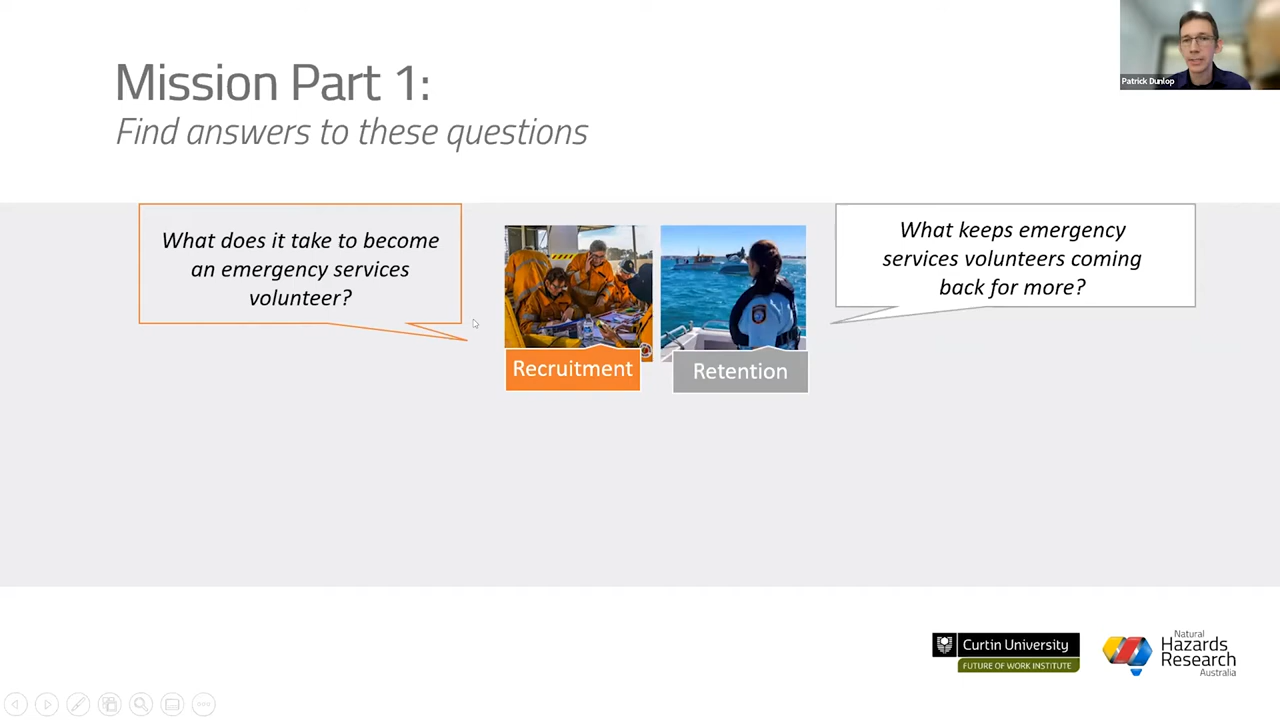 Mission Part 1:
Find answers to these questions
Patrick Dunlop
What does it take to become
an emergency services
volunteer?
What keeps emergency
services volunteers coming
back for more?
Recruitment
Retention
Curtin University
FUTURE OF WORK INSTITUTE
Natural
Hazards
Research
Australia